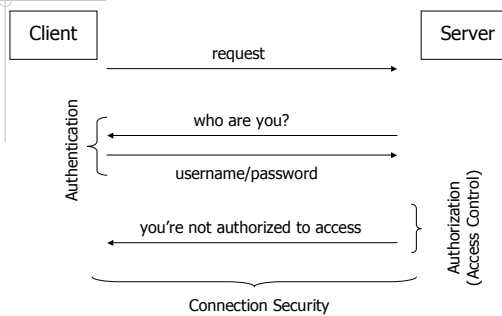 Client
Server
request
who are you?
Authentication
username/password
you're not authorized to access
Authorization
(Access Control)
Connection Security